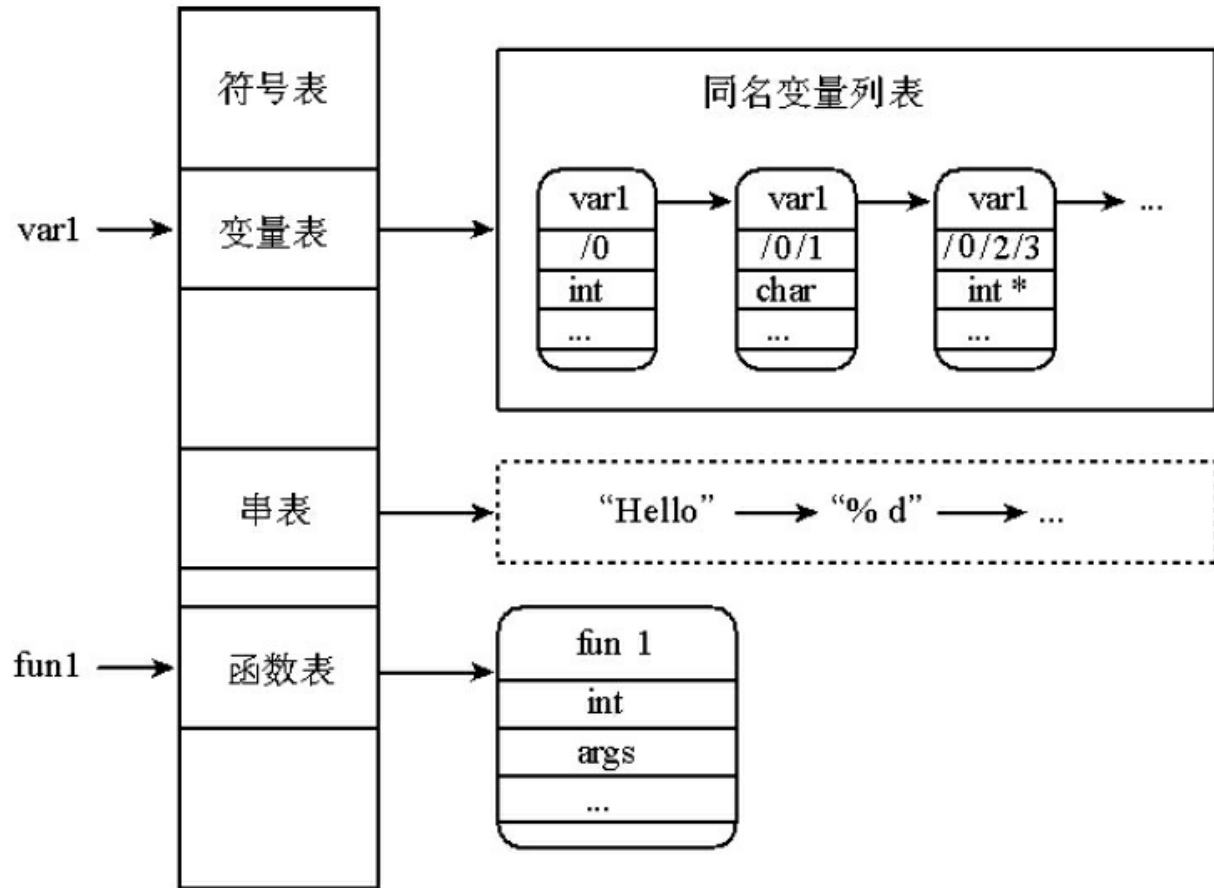 符号表
同名变量列表
var1
变量表
var1
/0
int
...
var1
/0/1
char
...
var1
/0/2/3
int *
...
...
串表
“Hello”
“% d”
...
fun1
函数表
fun 1
int
args
...